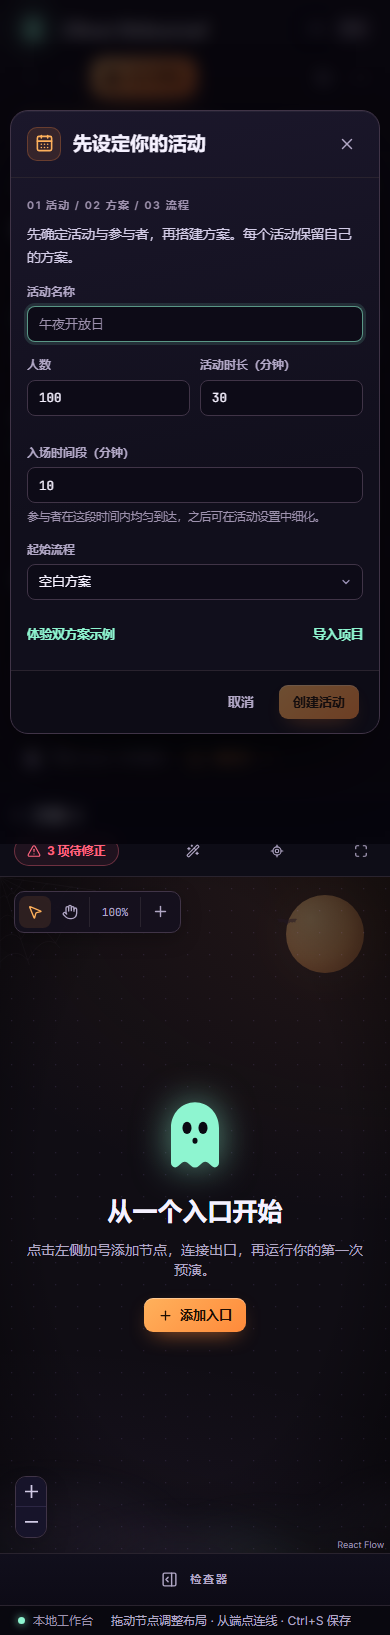 先设定你的活动
01 活动 / 02 方案 / 03 流程
先确定活动与参与者，再搭建方案。每个活动保留自己
的方案。
活动名称
午夜开放日
人数
活动时长（分钟）
100
30
入场时间段（分钟）
10
参与者在这段时间内均匀到达，之后可在活动设置中细化。
起始流程
空白方案
体验双方案示例
导入项目
取消
创建活动
3 项待修正
100%
从一个入口开始
点击左侧加号添加节点，连接出口，再运行你的第一次
预演。
添加入口
React Flow
检查器
本地工作台
拖动节点调整布局 · 从端点连线 · Ctrl+S 保存